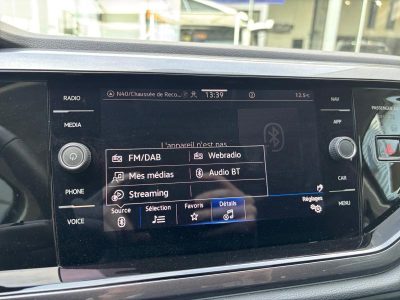 N40/Chaussée de Reco...
13:39
12.5°C
RADIO
MEDIA
PHONE
VOICE
NAV
APP
CAR
MENU
PASSENGER
L'appareil n'est pas
FM/DAB
Webradio
Mes médias
Audio BT
Streaming
Réglages
Source
Sélection
Favoris
Détails